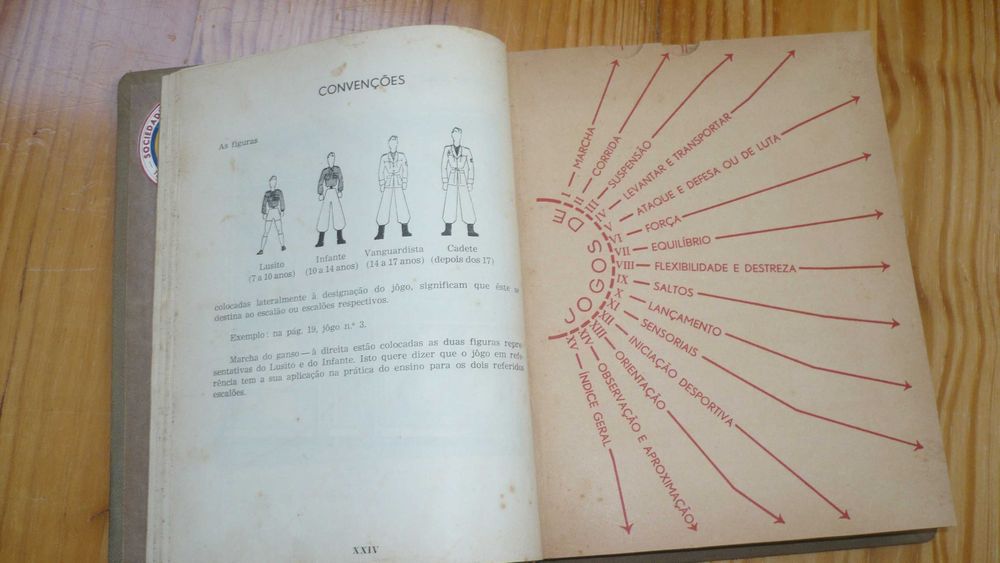 SOCIEDAD
CONVENÇÕES
As figuras
Lusito
(7 a 10 anos)
Infante
(10 a 14 anos)
Vanguardista
(14 a 17 anos)
Cadete
(depois dos 17)
colocadas lateralmente à designação do jôgo, significam que êste se
destina ao escalão ou escalões respectivos.
Exemplo: na pág. 19, jôgo n.º 3.
Marcha do ganso — à direita estão colocadas as duas figuras repre
sentativas do Lusito e do Infante. Isto quere dizer que o jôgo em refe-
rência tem a sua aplicação na prática do ensino para os dois referidos
escalões.
XXIV
JOGOS DE
I — MARCHA
II — CORRIDA
III — SUSPENSÃO
IV — LEVANTAR E TRANSPORTAR
V — ATAQUE E DEFESA OU DE LUTA
VI — FORÇA
VII — EQUILÍBRIO
VIII — FLEXIBILIDADE E DESTREZA
IX — SALTOS
X — LANÇAMENTO
XI — SENSORIAIS
XII — INICIAÇÃO DESPORTIVA
XIII — ORIENTAÇÃO
XIV — OBSERVAÇÃO E APROXIMAÇÃO
XV — ÍNDICE GERAL